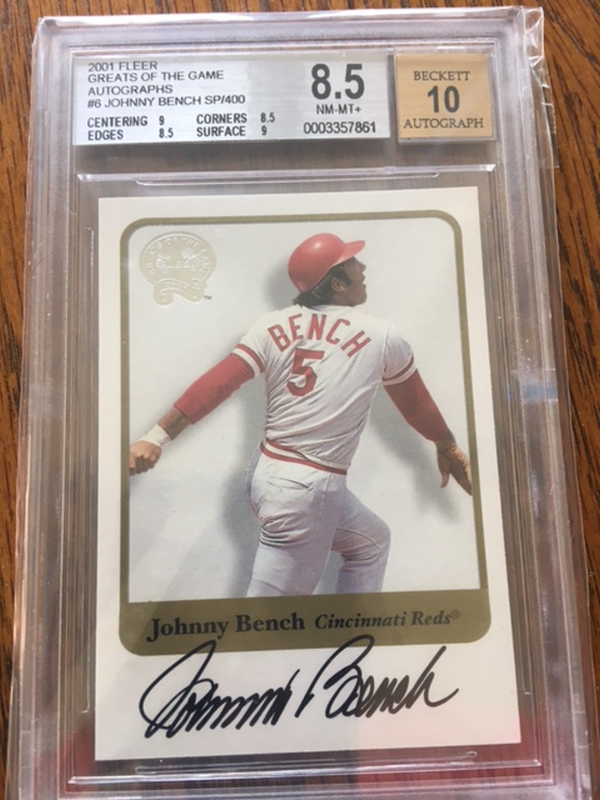 2001 FLEER
GREATS OF THE GAME
AUTOGRAPHS
#6 JOHNNY BENCH SP/400
CENTERING 9 CORNERS 8.5
EDGES 8.5 SURFACE 9
8.5
NM-MT+
0003357861
BECKETT
10
AUTOGRAPH
TM
BENCH
5
Johnny Bench Cincinnati Reds®
Johnny Bench